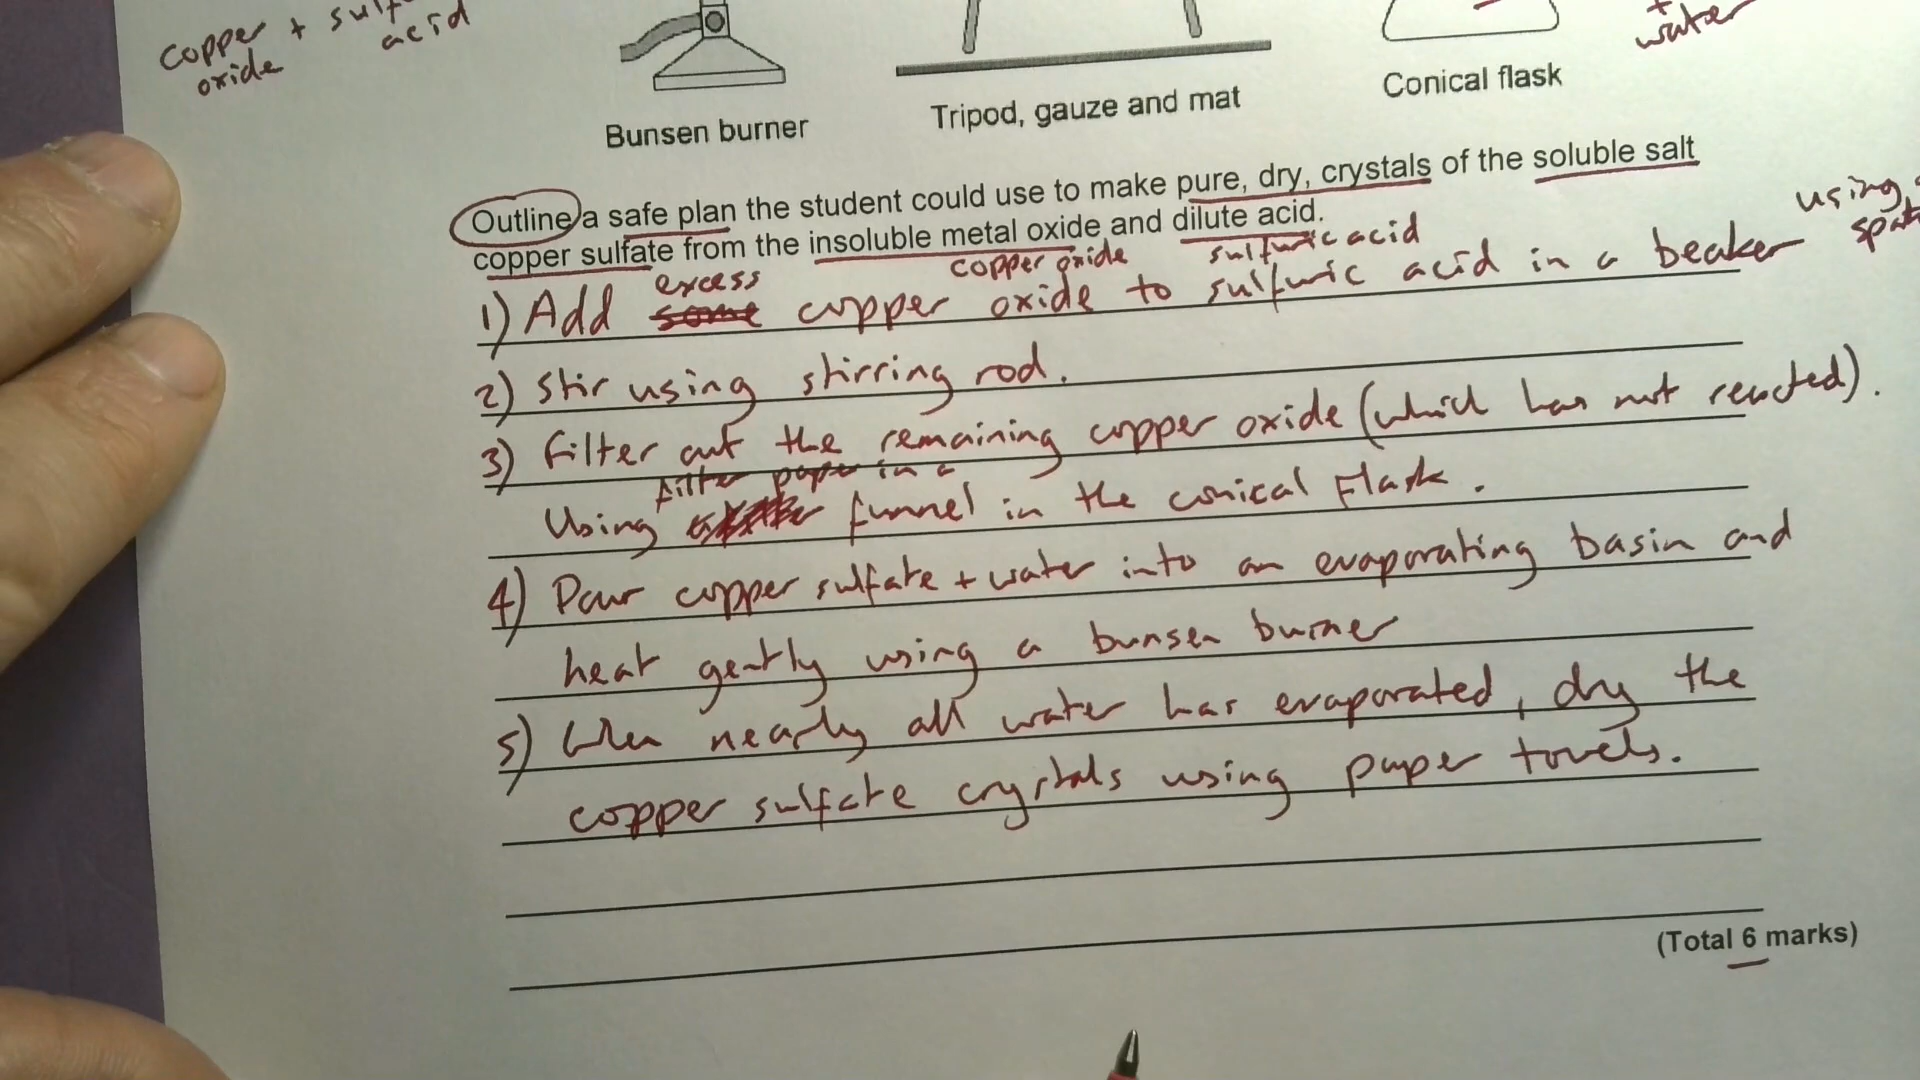 copper + sulf
oxide acid
+
water
Bunsen burner
Tripod, gauze and mat
Conical flask
Outline a safe plan the student could use to make pure, dry, crystals of the soluble salt
copper sulfate from the insoluble metal oxide and dilute acid.
copper oxide sulfuric acid
using
excess
1) Add some copper oxide to sulfuric acid in a beaker
2) Stir using stirring rod.
3) Filter out the remaining copper oxide (which has not reacted).
filter paper in a
Using funnel in the conical flask.
4) Pour copper sulfate + water into an evaporating basin and
heat gently using a bunsen burner
5) When nearly all water has evaporated, dry the
copper sulfate crystals using paper towels.
(Total 6 marks)